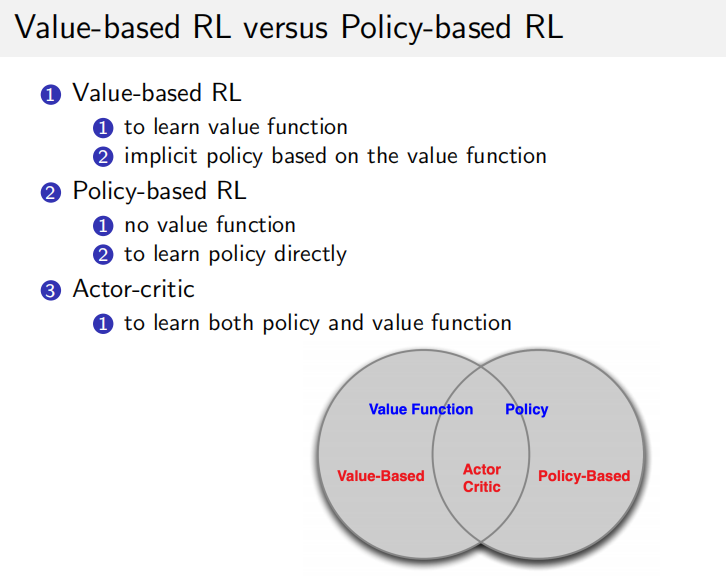 Value-based RL versus Policy-based RL
1 Value-based RL
1 to learn value function
2 implicit policy based on the value function
2 Policy-based RL
1 no value function
2 to learn policy directly
3 Actor-critic
1 to learn both policy and value function
Value Function Policy
Value-Based Actor Critic Policy-Based